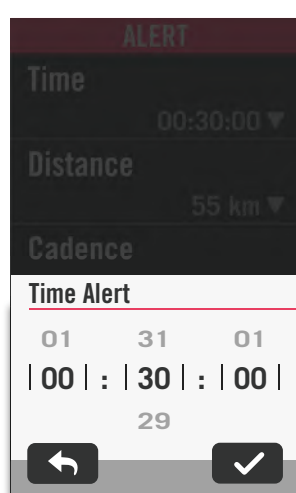 ALERT
Time
00:30:00 ▼
Distance
55 km ▼
Cadence
Time Alert
01 31 01
| 00 | : | 30 | : | 00 |
29